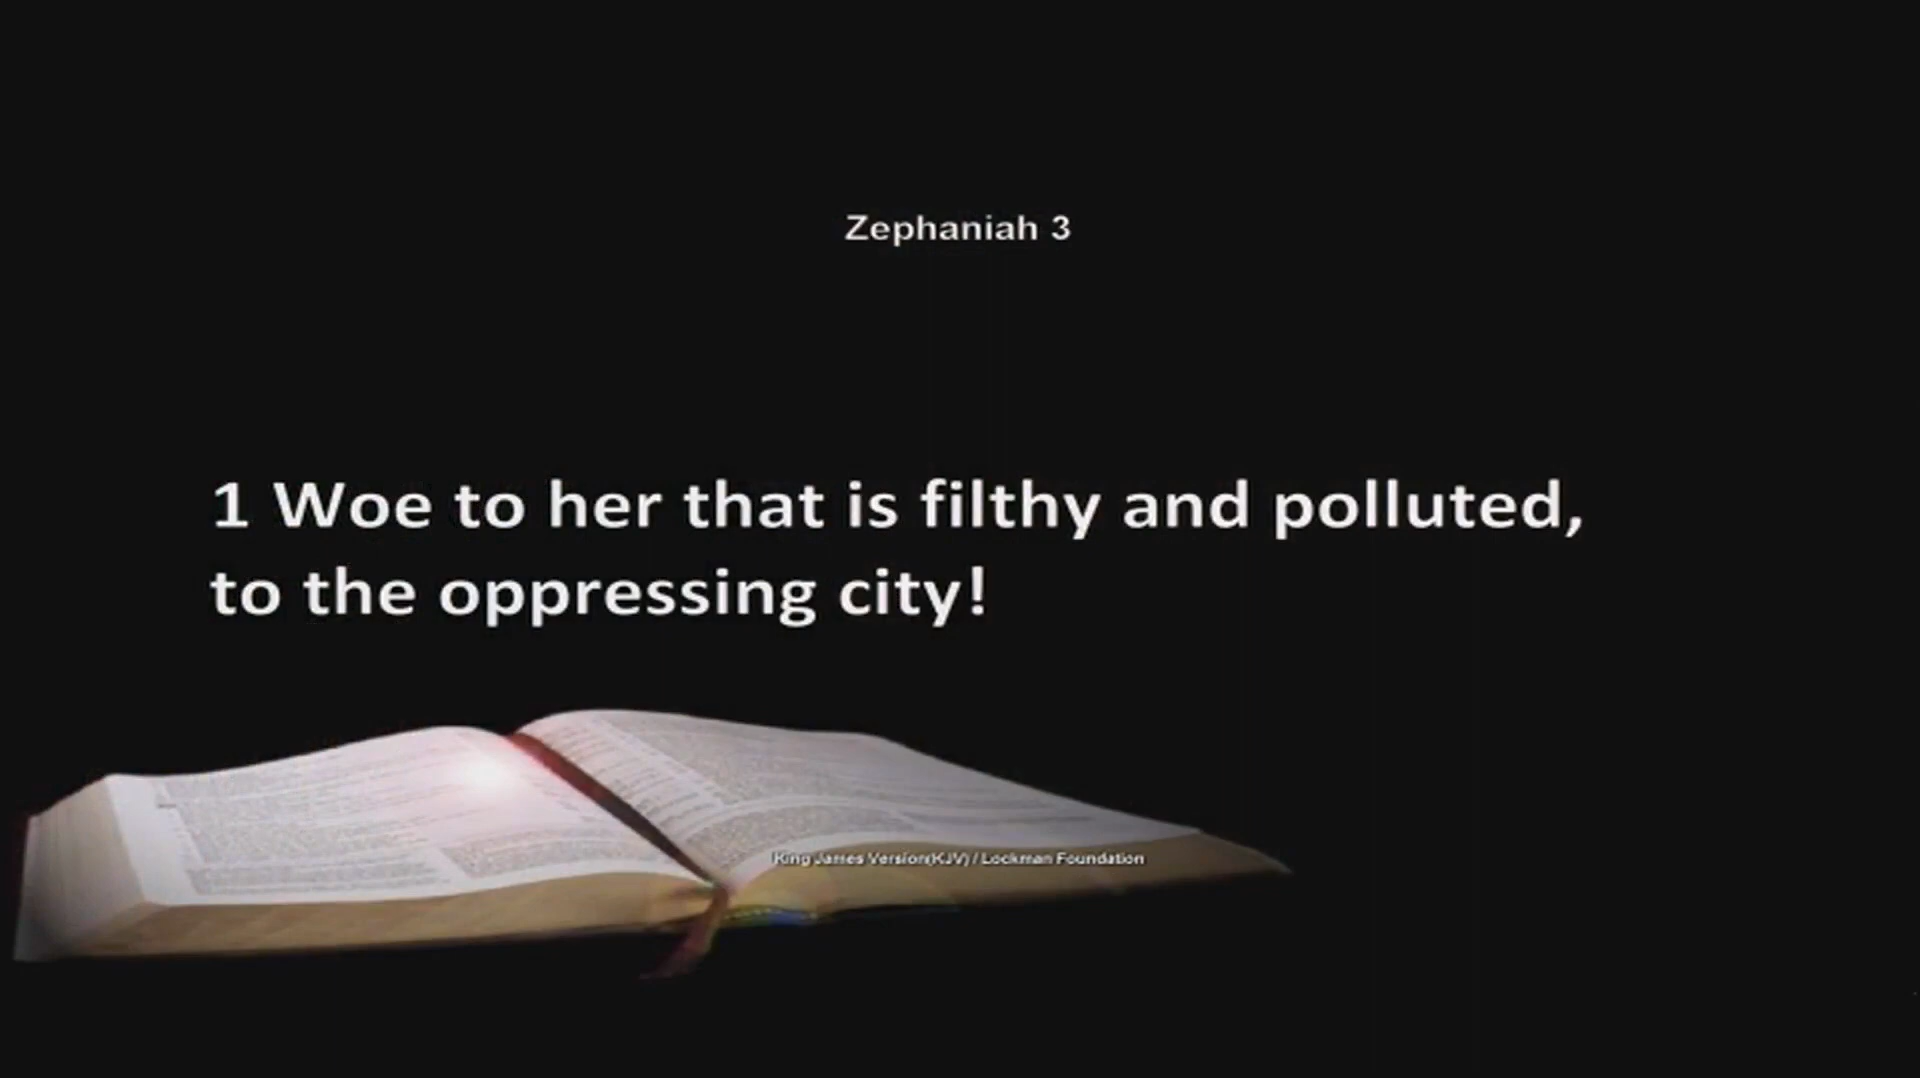 Zephaniah 3
1 Woe to her that is filthy and polluted,
to the oppressing city!
King James Version(KJV) / Lockman Foundation